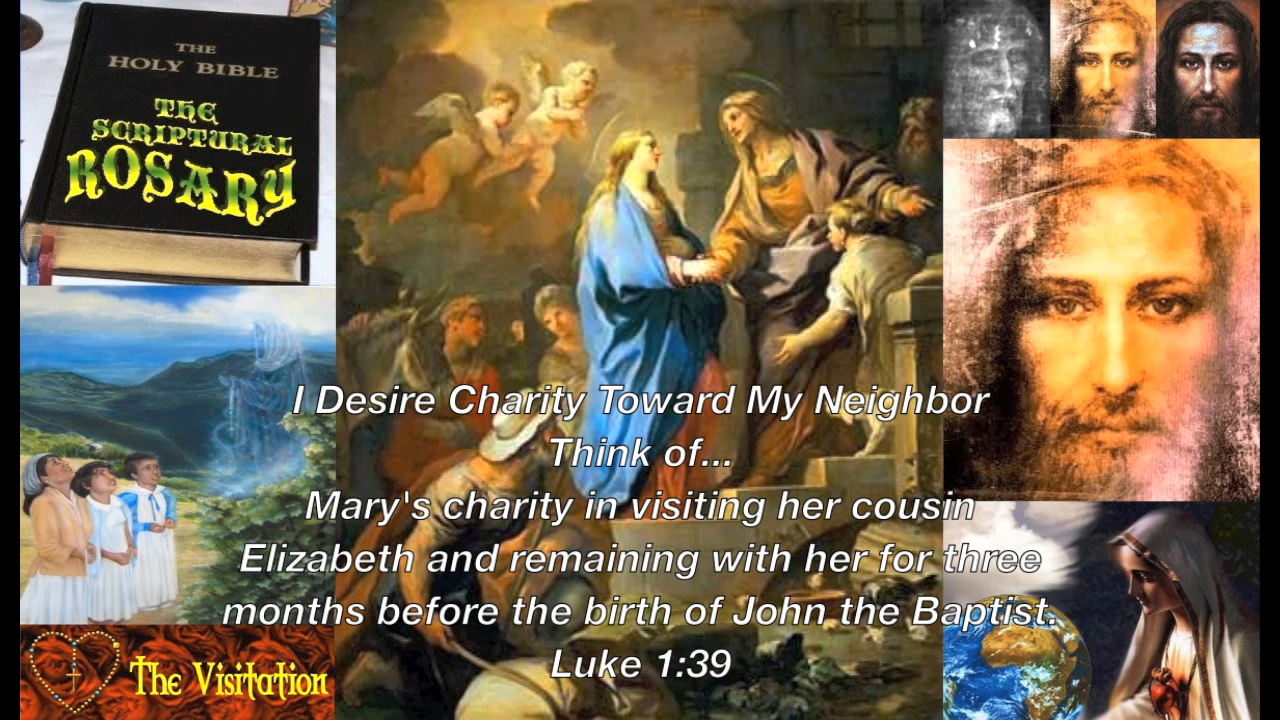 THE
HOLY BIBLE
THE
SCRIPTURAL
ROSARY
I Desire Charity Toward My Neighbor
Think of...
Mary's charity in visiting her cousin
Elizabeth and remaining with her for three
months before the birth of John the Baptist.
Luke 1:39
The Visitation